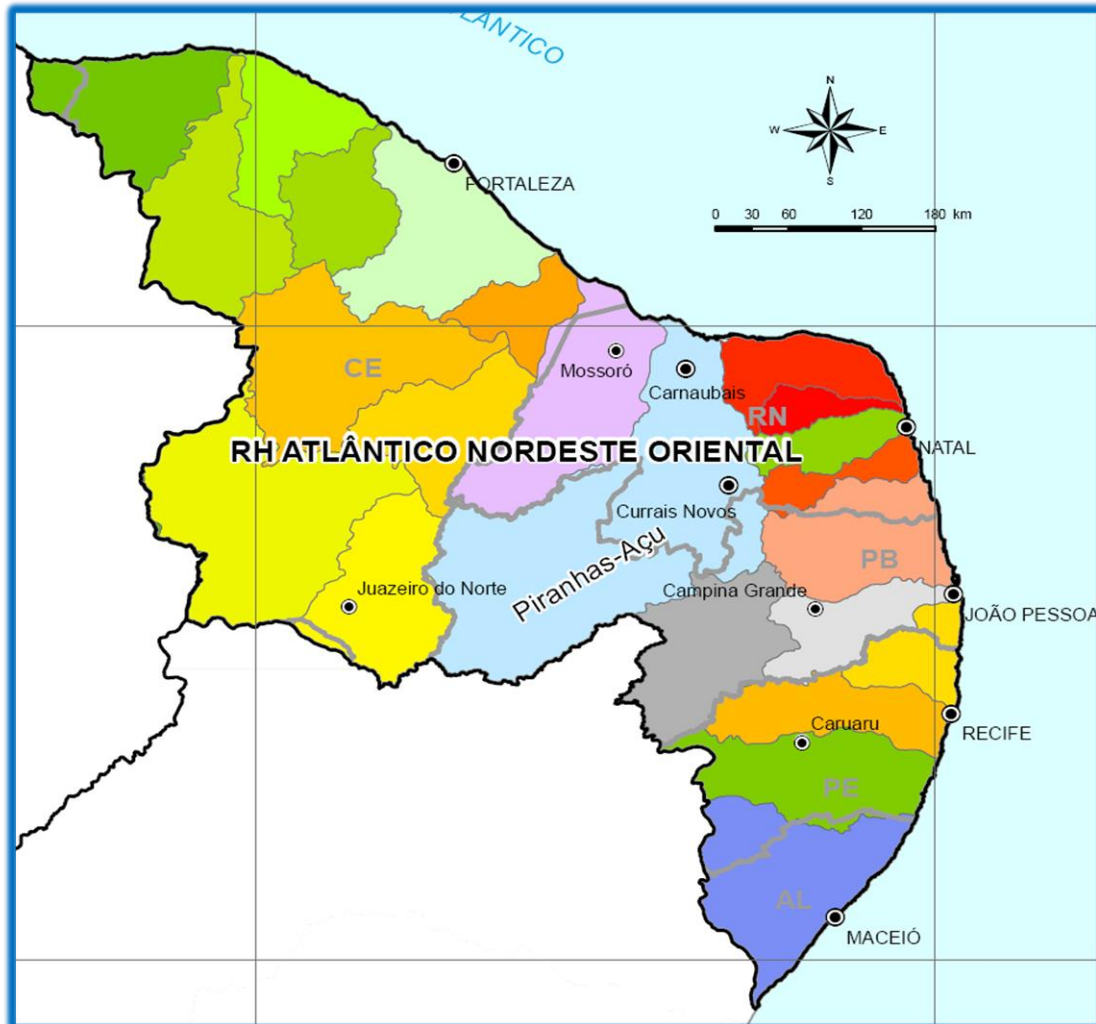 LANTICO
N
W
E
S
FORTALEZA
0 30 60 120 180 km
CE
Mossoró
Carnaubais
RN
RH ATLÂNTICO NORDESTE ORIENTAL
NATAL
Currais Novos
Piranhas-Açu
PB
Juazeiro do Norte
Campina Grande
JOÃO PESSOA
Caruaru
RECIFE
PE
AL
MACEIÓ